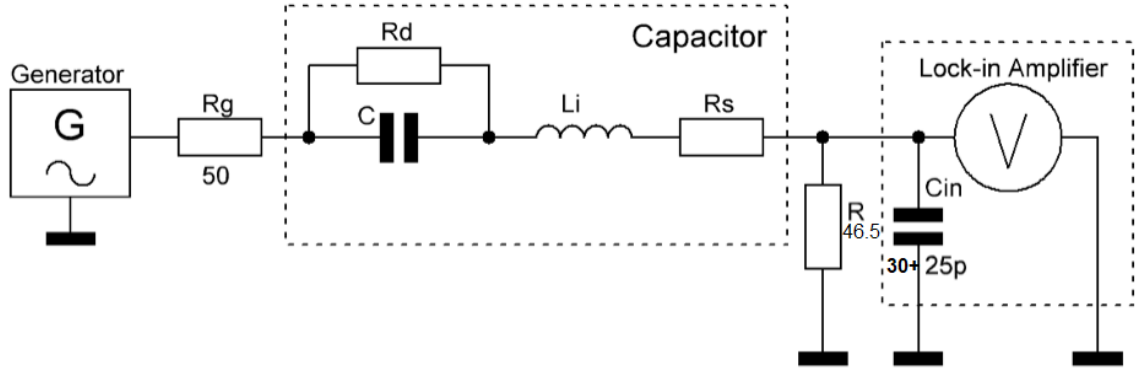 Generator
G
Rg
50
Rd
C
Capacitor
Li
Rs
R
46.5
Lock-in Amplifier
V
Cin
30+ 25p